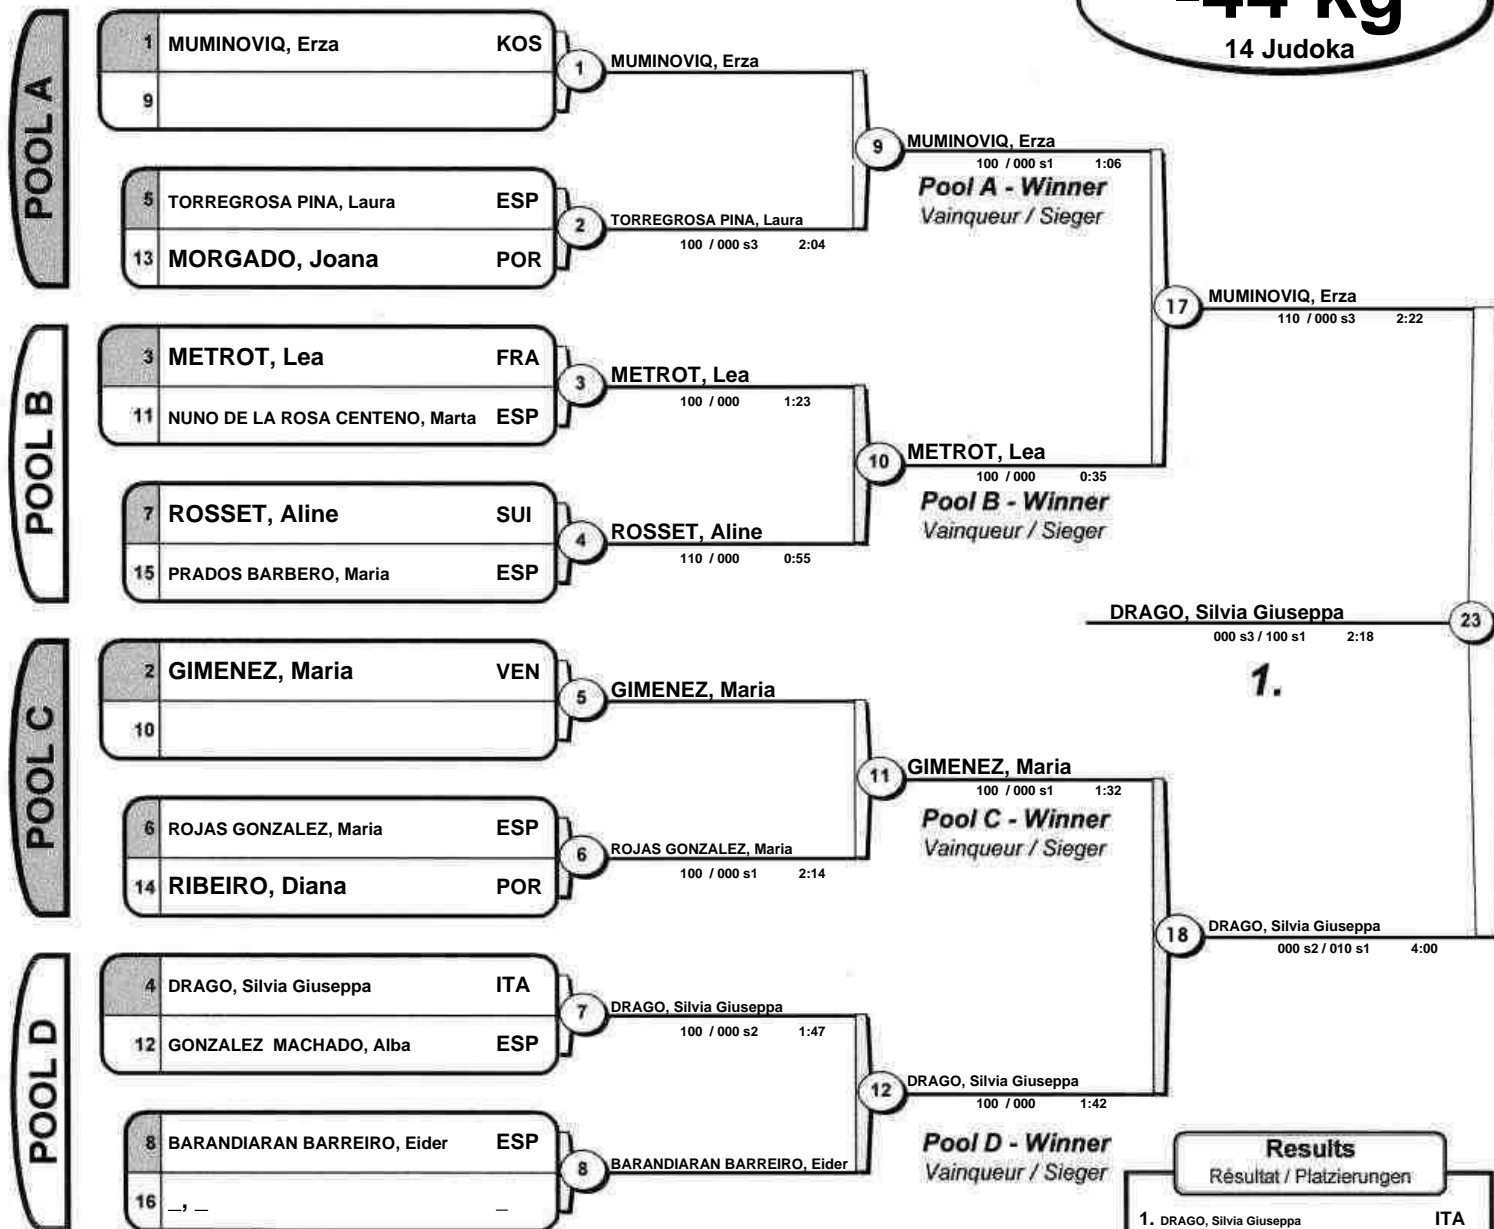 -44 kg
14 Judoka
POOL A
1 MUMINOVIQ, Erza KOS
9
1 MUMINOVIQ, Erza
5 TORREGROSA PINA, Laura ESP
13 MORGADO, Joana POR
2 TORREGROSA PINA, Laura
100 / 000 s3 2:04
9 MUMINOVIQ, Erza
100 / 000 s1 1:06
Pool A - Winner
Vainqueur / Sieger
POOL B
3 METROT, Lea FRA
11 NUNO DE LA ROSA CENTENO, Marta ESP
3 METROT, Lea
100 / 000 1:23
7 ROSSET, Aline SUI
15 PRADOS BARBERO, Maria ESP
4 ROSSET, Aline
110 / 000 0:55
10 METROT, Lea
100 / 000 0:35
Pool B - Winner
Vainqueur / Sieger
17 MUMINOVIQ, Erza
110 / 000 s3 2:22
DRAGO, Silvia Giuseppa 23
000 s3 / 100 s1 2:18
1.
POOL C
2 GIMENEZ, Maria VEN
10
5 GIMENEZ, Maria
6 ROJAS GONZALEZ, Maria ESP
14 RIBEIRO, Diana POR
6 ROJAS GONZALEZ, Maria
100 / 000 s1 2:14
11 GIMENEZ, Maria
100 / 000 s1 1:32
Pool C - Winner
Vainqueur / Sieger
18 DRAGO, Silvia Giuseppa
000 s2 / 010 s1 4:00
POOL D
4 DRAGO, Silvia Giuseppa ITA
12 GONZALEZ MACHADO, Alba ESP
7 DRAGO, Silvia Giuseppa
100 / 000 s2 1:47
8 BARANDIARAN BARREIRO, Eider ESP
16 _, _ _
8 BARANDIARAN BARREIRO, Eider
12 DRAGO, Silvia Giuseppa
100 / 000 1:42
Pool D - Winner
Vainqueur / Sieger
Results
Résultat / Platzierungen
1. DRAGO, Silvia Giuseppa ITA